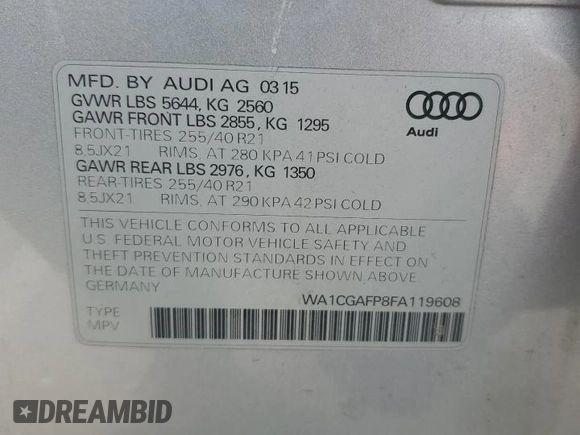 MFD. BY AUDI AG 0315
GVWR LBS 5644, KG 2560
GAWR FRONT LBS 2855, KG 1295
FRONT-TIRES 255/40 R21
8,5JX21 RIMS, AT 280 KPA 41 PSI COLD
GAWR REAR LBS 2976, KG 1350
REAR-TIRES 255/40 R21
8,5JX21 RIMS, AT 290 KPA 42 PSI COLD
Audi
THIS VEHICLE CONFORMS TO ALL APPLICABLE
U.S. FEDERAL MOTOR VEHICLE SAFETY AND
THEFT PREVENTION STANDARDS IN EFFECT ON
THE DATE OF MANUFACTURE SHOWN ABOVE.
GERMANY
WA1CGAFP8FA119608
TYPE
MPV
DREAMBID